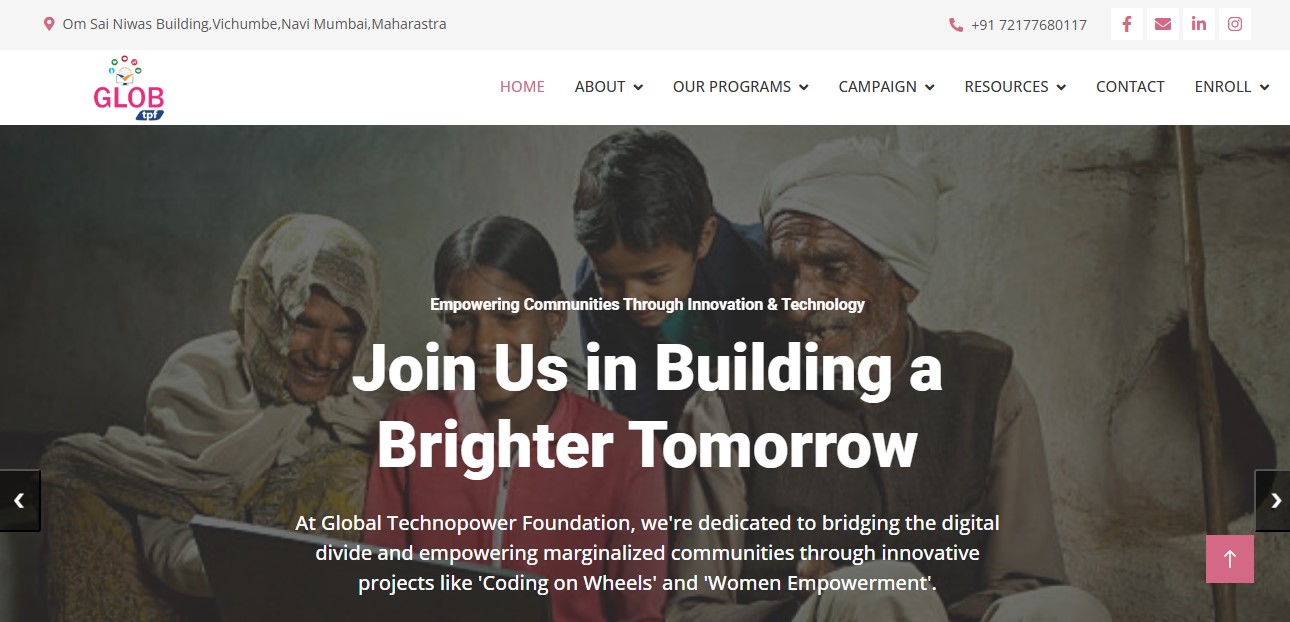 Om Sai Niwas Building,Vichumbe,Navi Mumbai,Maharastra
+91 72177680117
GLOB
tpf
HOME
ABOUT
OUR PROGRAMS
CAMPAIGN
RESOURCES
CONTACT
ENROLL
Empowering Communities Through Innovation & Technology
Join Us in Building a
Brighter Tomorrow
At Global Technopower Foundation, we're dedicated to bridging the digital
divide and empowering marginalized communities through innovative
projects like 'Coding on Wheels' and 'Women Empowerment'.